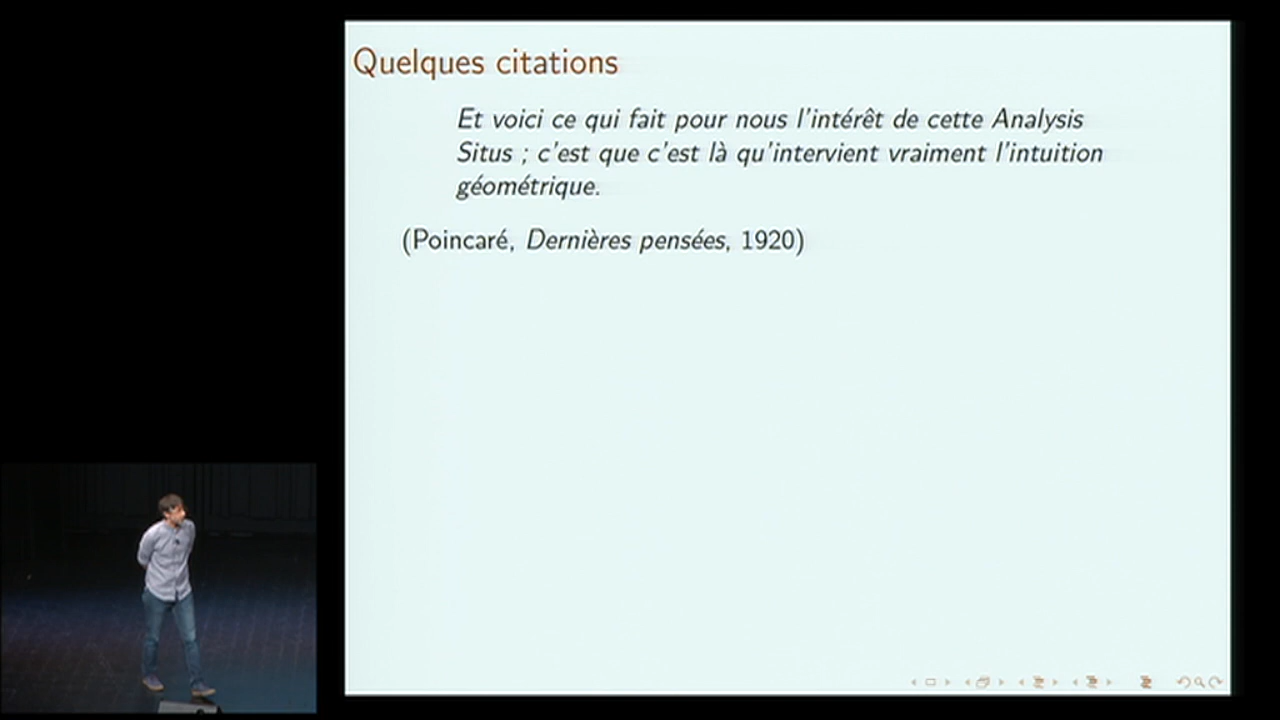 Quelques citations
Et voici ce qui fait pour nous l'intérêt de cette Analysis
Situs ; c'est que c'est là qu'intervient vraiment l'intuition
géométrique.
(Poincaré, Dernières pensées, 1920)